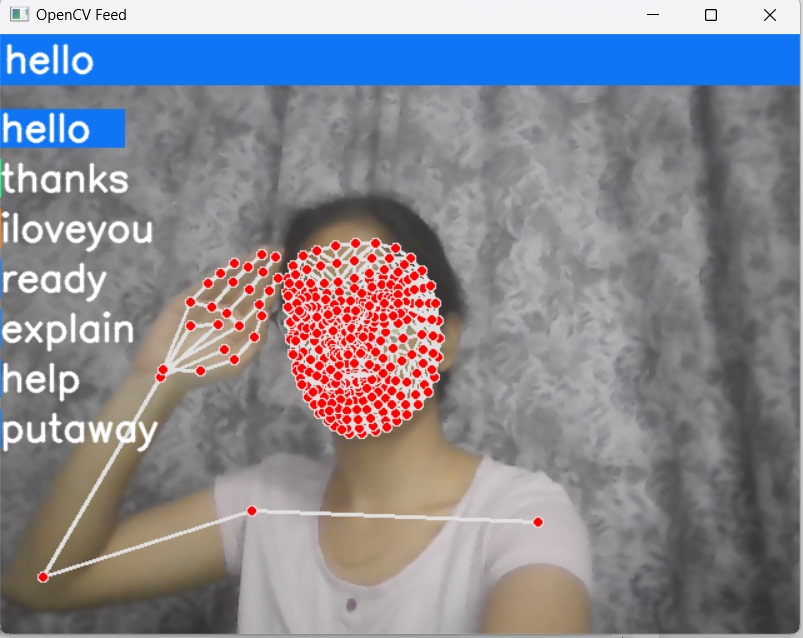 OpenCV Feed
hello
hello
thanks
iloveyou
ready
explain
help
putaway